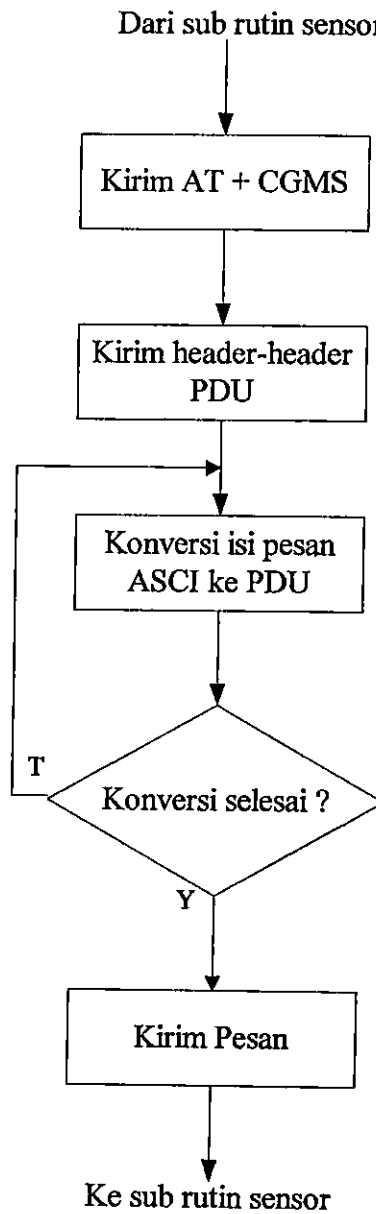 Dari sub rutin sensor
Kirim AT + CGMS
Kirim header-header
PDU
Konversi isi pesan
ASCI ke PDU
T
Konversi selesai ?
Y
Kirim Pesan
Ke sub rutin sensor